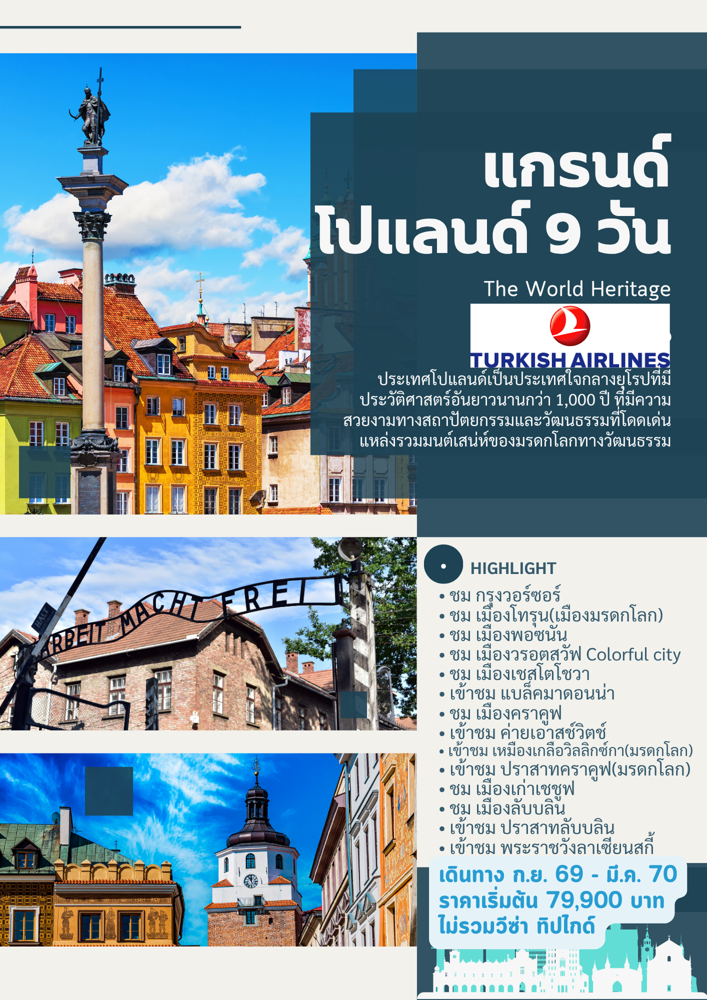 แกรนด์
โปแลนด์ 9 วัน
The World Heritage
TURKISH AIRLINES
ประเทศโปแลนด์เป็นประเทศใจกลางยุโรปที่มี
ประวัติศาสตร์อันยาวนานกว่า 1,000 ปี ที่มีความ
สวยงามทางสถาปัตยกรรมและวัฒนธรรมที่โดดเด่น
แหล่งรวมมนต์เสน่ห์ของมรดกโลกทางวัฒนธรรม
HALT
ARBEIT MACHT FREI
HIGHLIGHT
• ชม กรุงวอร์ซอร์
• ชม เมืองโทรุน(เมืองมรดกโลก)
• ชม เมืองพอซนัน
• ชม เมืองวรอตสวัฟ Colorful city
• ชม เมืองเชสโตโชวา
• เข้าชม แบล็คมาดอนน่า
• ชม เมืองคราคูฟ
• เข้าชม ค่ายเอาสช์วิตช์
• เข้าชม เหมืองเกลือวิลลิกซ์กา(มรดกโลก)
• เข้าชม ปราสาทคราคูฟ(มรดกโลก)
• ชม เมืองเก่าเชชูฟ
• ชม เมืองลับบลิน
• เข้าชม ปราสาทลับบลิน
• เข้าชม พระราชวังลาเซียนสกี้
เดินทาง ก.ย. 69 - มี.ค. 70
ราคาเริ่มต้น 79,900 บาท
ไม่รวมวีซ่า ทิปไกด์